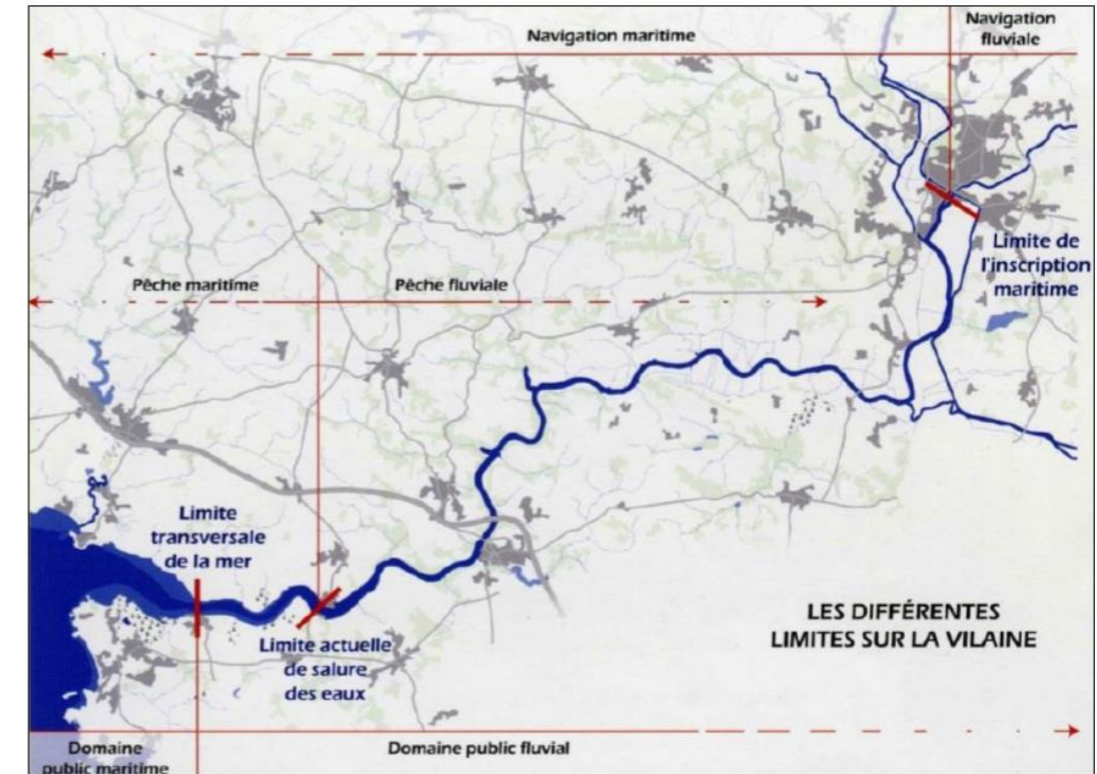 Navigation maritime
Navigation
fluviale
Limite de
l'inscription
maritime
Pêche maritime
Pêche fluviale
Limite
transversale
de la mer
Limite actuelle
de salure
des eaux
LES DIFFÉRENTES
LIMITES SUR LA VILAINE
Domaine
public maritime
Domaine public fluvial